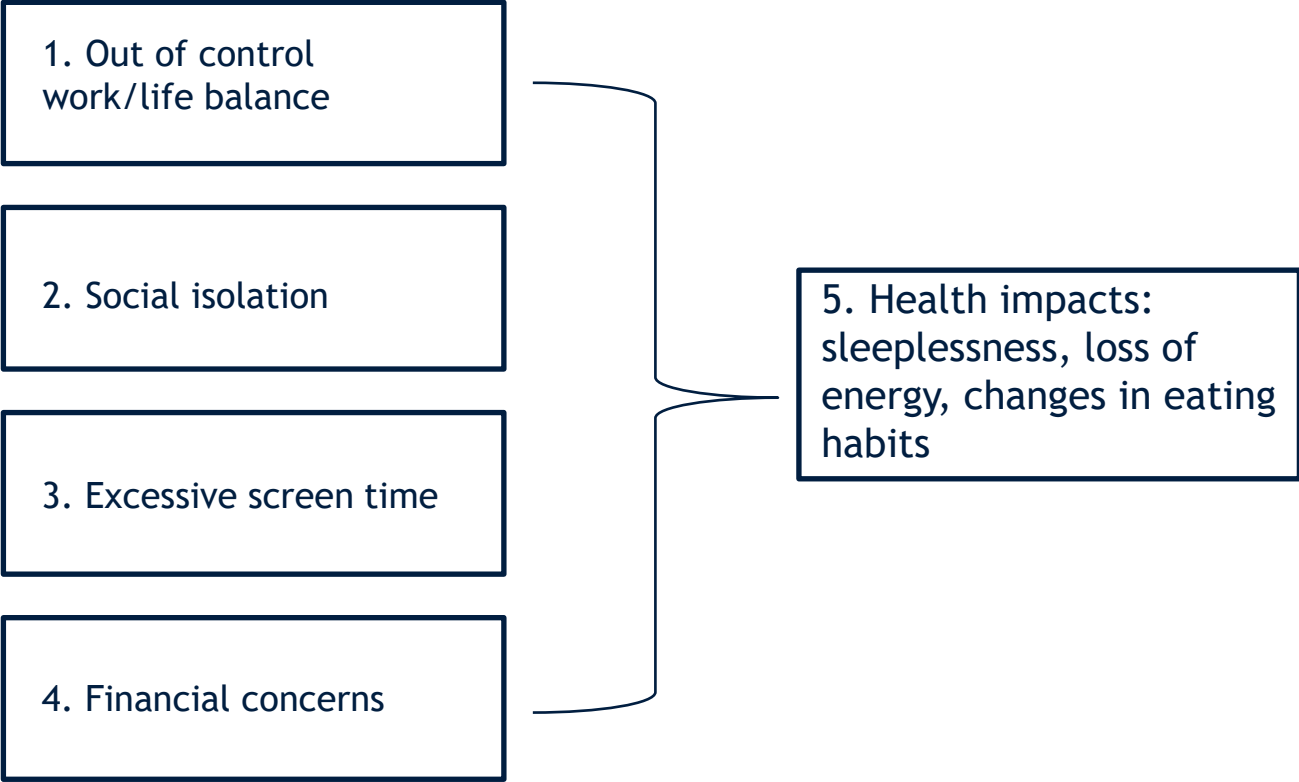 1. Out of control
work/life balance
2. Social isolation
3. Excessive screen time
4. Financial concerns
5. Health impacts:
sleeplessness, loss of
energy, changes in eating
habits